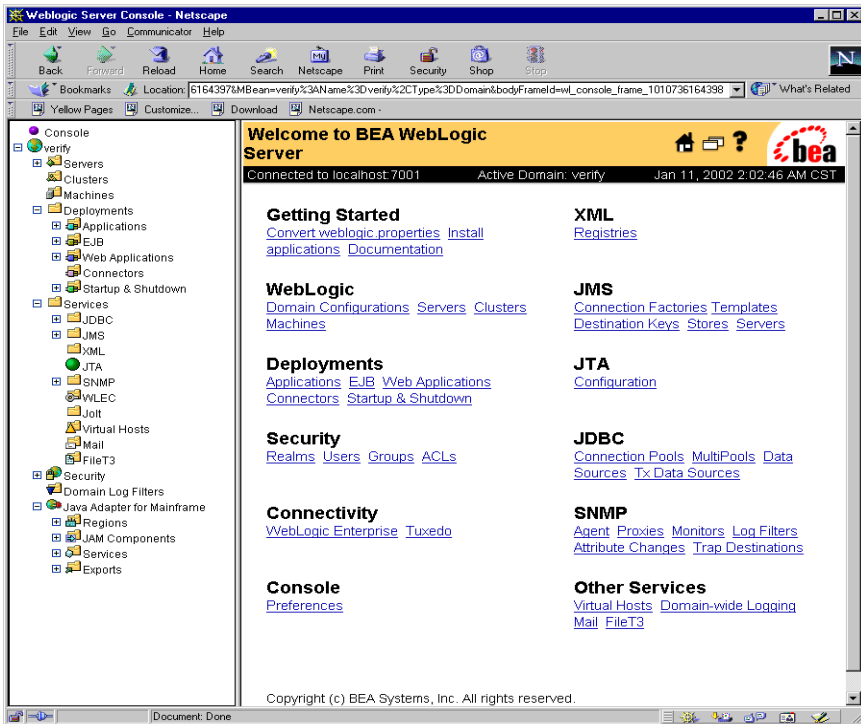 Weblogic Server Console - Netscape
File Edit View Go Communicator Help
Back Forward Reload Home Search Netscape Print Security Shop Stop
My
N
Bookmarks Location: 6164397&MBean=verify%3AName%3Dverify%2CType%3DDomain&bodyFrameId=wl_console_frame_1010736164398 What's Related
Yellow Pages Customize... Download Netscape.com -
Console
verify
Servers
Clusters
Machines
Deployments
Applications
EJB
Web Applications
Connectors
Startup & Shutdown
Services
JDBC
JMS
XML
JTA
SNMP
WLEC
Jolt
Virtual Hosts
Mail
FileT3
Security
Domain Log Filters
Java Adapter for Mainframe
Regions
JAM Components
Services
Exports
Welcome to BEA WebLogic
Server
? bea
Connected to localhost:7001 Active Domain: verify Jan 11, 2002 2:02:46 AM CST
Getting Started
Convert weblogic.properties Install
applications Documentation
XML
Registries
WebLogic
Domain Configurations Servers Clusters
Machines
JMS
Connection Factories Templates
Destination Keys Stores Servers
Deployments
Applications EJB Web Applications
Connectors Startup & Shutdown
JTA
Configuration
Security
Realms Users Groups ACLs
JDBC
Connection Pools MultiPools Data
Sources Tx Data Sources
Connectivity
WebLogic Enterprise Tuxedo
SNMP
Agent Proxies Monitors Log Filters
Attribute Changes Trap Destinations
Console
Preferences
Other Services
Virtual Hosts Domain-wide Logging
Mail FileT3
Copyright (c) BEA Systems, Inc. All rights reserved.
Document: Done